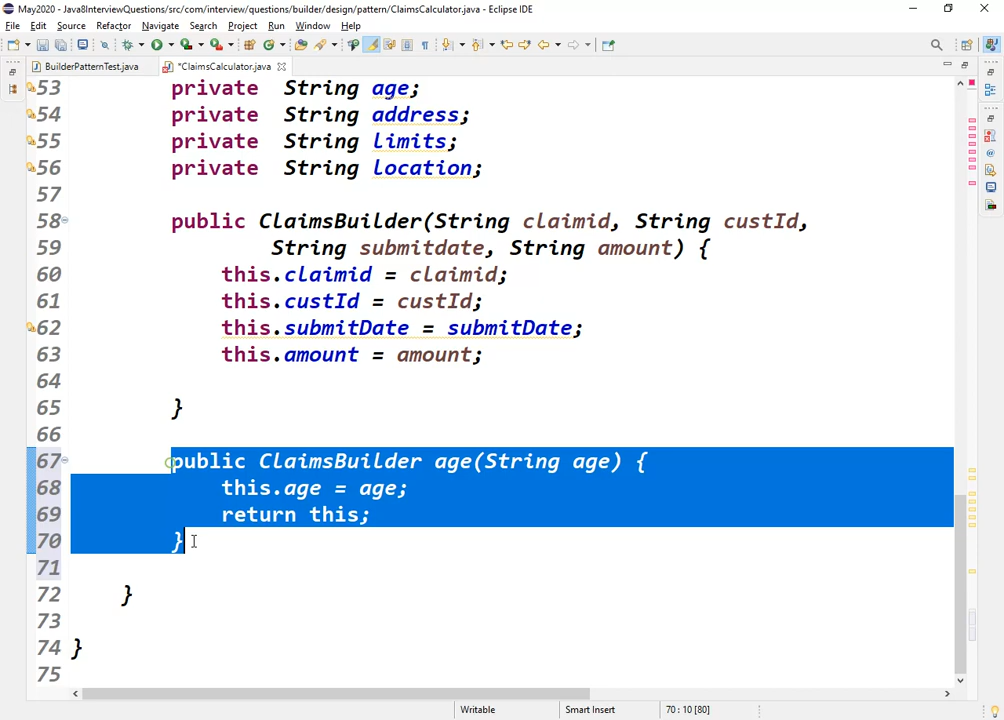 May2020 - Java8InterviewQuestions/src/com/interview/questions/builder/design/pattern/ClaimsCalculator.java - Eclipse IDE
File Edit Source Refactor Navigate Search Project Run Window Help
BuilderPatternTest.java *ClaimsCalculator.java
53 private String age;
54 private String address;
55 private String limits;
56 private String location;
57
58 public ClaimsBuilder(String claimid, String custId,
59 String submitdate, String amount) {
60 this.claimid = claimid;
61 this.custId = custId;
62 this.submitDate = submitDate;
63 this.amount = amount;
64
65 }
66
67 public ClaimsBuilder age(String age) {
68 this.age = age;
69 return this;
70 }
71
72 }
73
74 }
75
Writable Smart Insert 70 : 10 [80]